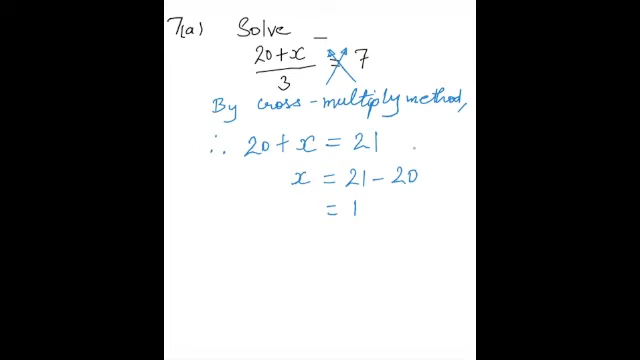 7(a) Solve _
20+x/3 = 7
By cross-multiply method,
∴ 20+x = 21
x = 21 - 20
= 1